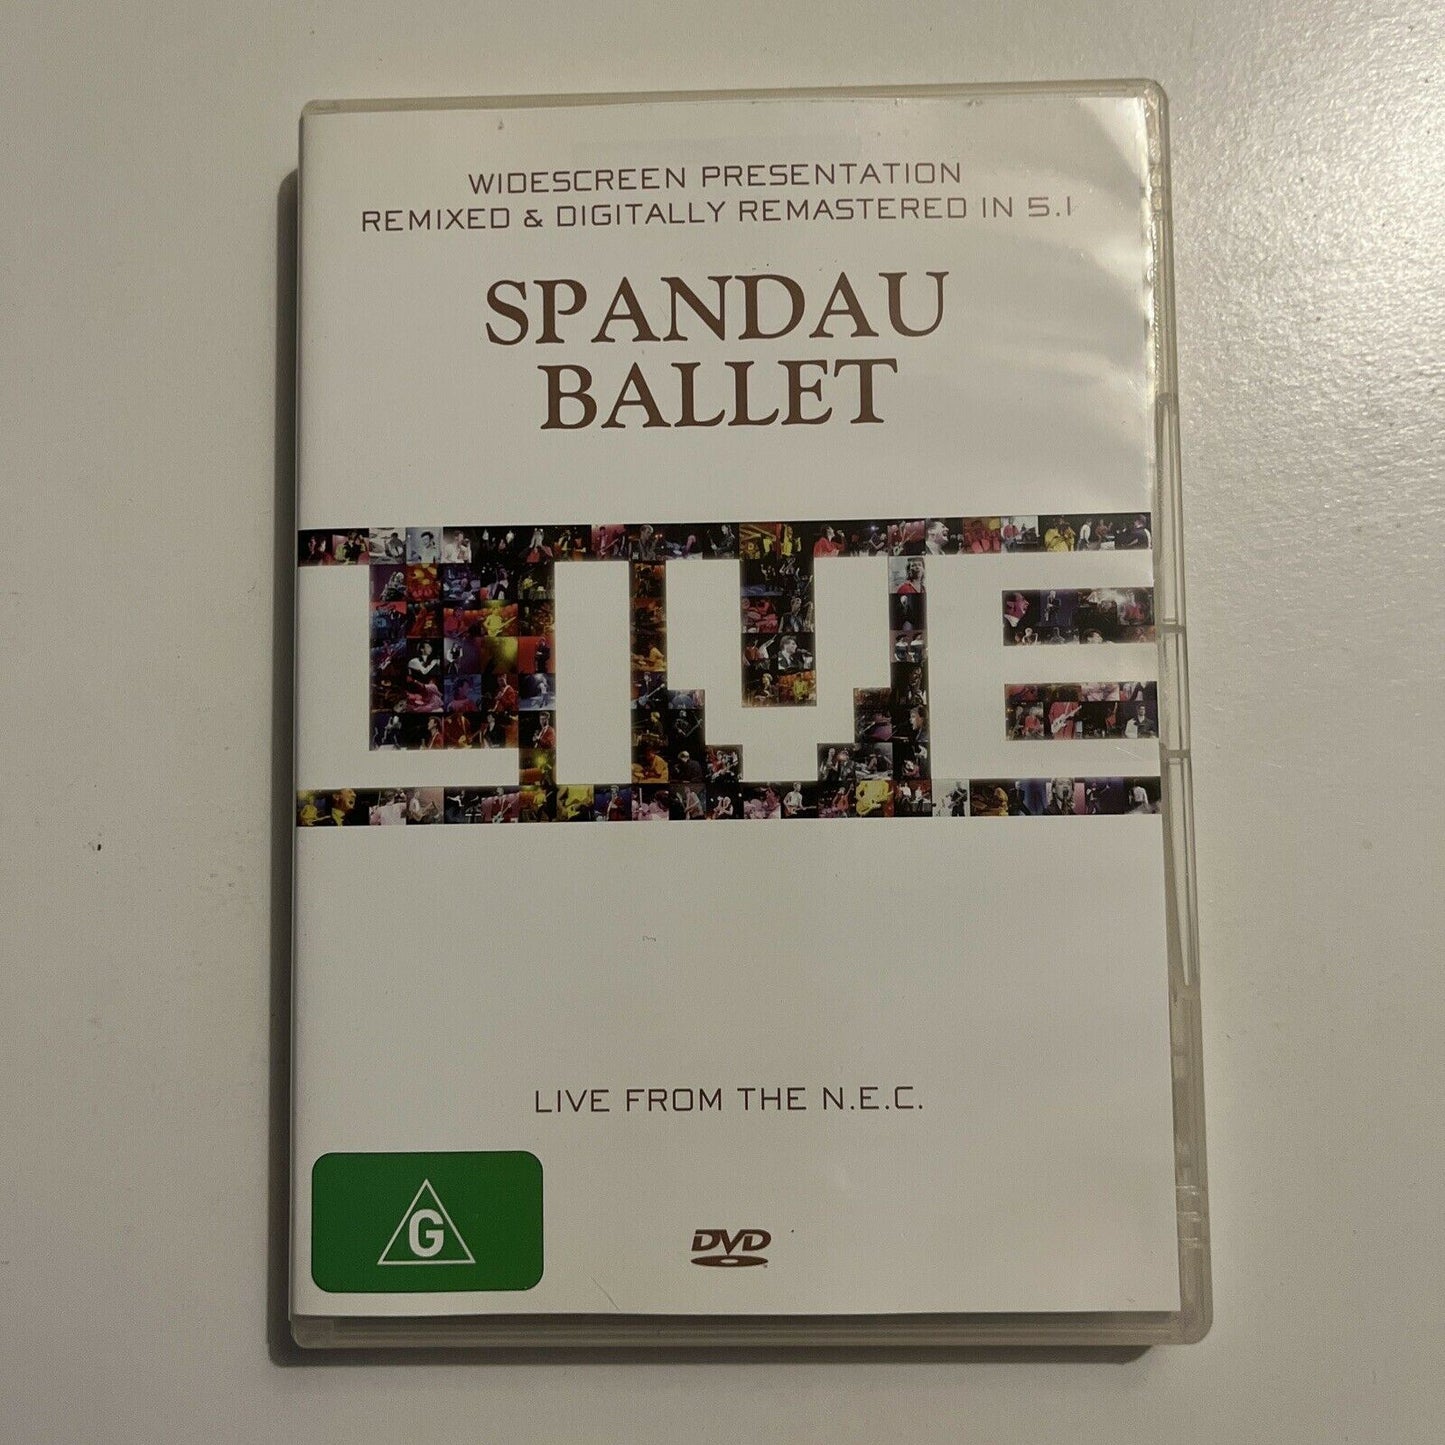 WIDESCREEN PRESENTATION
REMIXED & DIGITALLY REMASTERED IN 5.1
SPANDAU
BALLET
LIVE
LIVE FROM THE N.E.C.
G
DVD